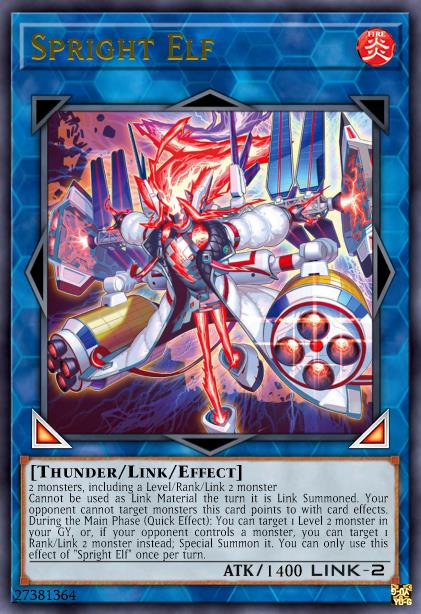 Spright Elf
FIRE
炎
[Thunder/Link/Effect]
2 monsters, including a Level/Rank/Link 2 monster
Cannot be used as Link Material the turn it is Link Summoned. Your
opponent cannot target monsters this card points to with card effects.
During the Main Phase (Quick Effect): You can target 1 Level 2 monster in
your GY, or, if your opponent controls a monster, you can target 1
Rank/Link 2 monster instead; Special Summon it. You can only use this
effect of "Spright Elf" once per turn.
ATK/1400 LINK-2
27381364